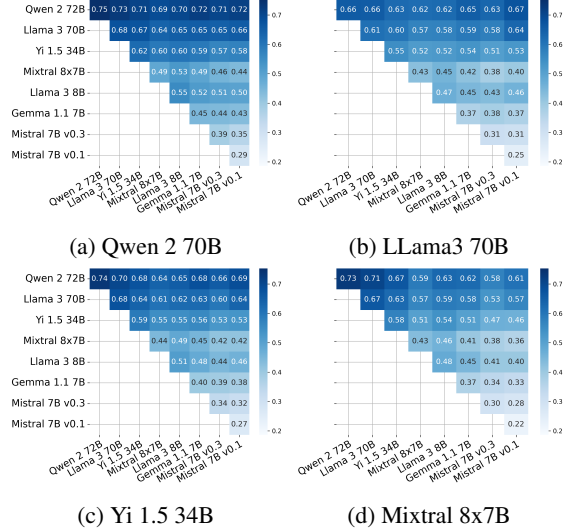 Qwen 2 72B 0.75 0.73 0.71 0.69 0.70 0.72 0.71 0.72
Llama 3 70B 0.68 0.67 0.64 0.65 0.65 0.65 0.66
Yi 1.5 34B 0.62 0.60 0.60 0.59 0.57 0.58
Mixtral 8x7B 0.49 0.53 0.49 0.46 0.44
Llama 3 8B 0.55 0.52 0.51 0.50
Gemma 1.1 7B 0.45 0.44 0.43
Mistral 7B v0.3 0.39 0.35
Mistral 7B v0.1 0.29
Qwen 2 72B Llama 3 70B Yi 1.5 34B Mixtral 8x7B Llama 3 8B Gemma 1.1 7B Mistral 7B v0.3 Mistral 7B v0.1
0.7
0.6
0.5
0.4
0.3
0.2
(a) Qwen 2 70B
0.66 0.66 0.63 0.62 0.62 0.65 0.63 0.67
0.61 0.60 0.57 0.58 0.57 0.58 0.64
0.55 0.52 0.52 0.54 0.51 0.53
0.43 0.45 0.42 0.38 0.40
0.47 0.45 0.43 0.46
0.37 0.38 0.37
0.31 0.31
0.25
Qwen 2 72B Llama 3 70B Yi 1.5 34B Mixtral 8x7B Llama 3 8B Gemma 1.1 7B Mistral 7B v0.3 Mistral 7B v0.1
0.7
0.6
0.5
0.4
0.3
0.2
(b) LLama3 70B
Qwen 2 72B 0.74 0.70 0.68 0.64 0.65 0.68 0.66 0.69
Llama 3 70B 0.68 0.64 0.61 0.62 0.63 0.60 0.64
Yi 1.5 34B 0.59 0.55 0.55 0.56 0.53 0.53
Mixtral 8x7B 0.44 0.49 0.45 0.42 0.42
Llama 3 8B 0.51 0.48 0.44 0.46
Gemma 1.1 7B 0.40 0.39 0.38
Mistral 7B v0.3 0.34 0.32
Mistral 7B v0.1 0.27
Qwen 2 72B Llama 3 70B Yi 1.5 34B Mixtral 8x7B Llama 3 8B Gemma 1.1 7B Mistral 7B v0.3 Mistral 7B v0.1
0.7
0.6
0.5
0.4
0.3
0.2
(c) Yi 1.5 34B
0.73 0.71 0.67 0.59 0.63 0.62 0.58 0.61
0.67 0.63 0.57 0.59 0.58 0.53 0.57
0.58 0.51 0.54 0.51 0.47 0.46
0.43 0.46 0.41 0.38 0.36
0.48 0.45 0.41 0.40
0.37 0.34 0.33
0.30 0.28
0.22
Qwen 2 72B Llama 3 70B Yi 1.5 34B Mixtral 8x7B Llama 3 8B Gemma 1.1 7B Mistral 7B v0.3 Mistral 7B v0.1
0.7
0.6
0.5
0.4
0.3
0.2
(d) Mixtral 8x7B